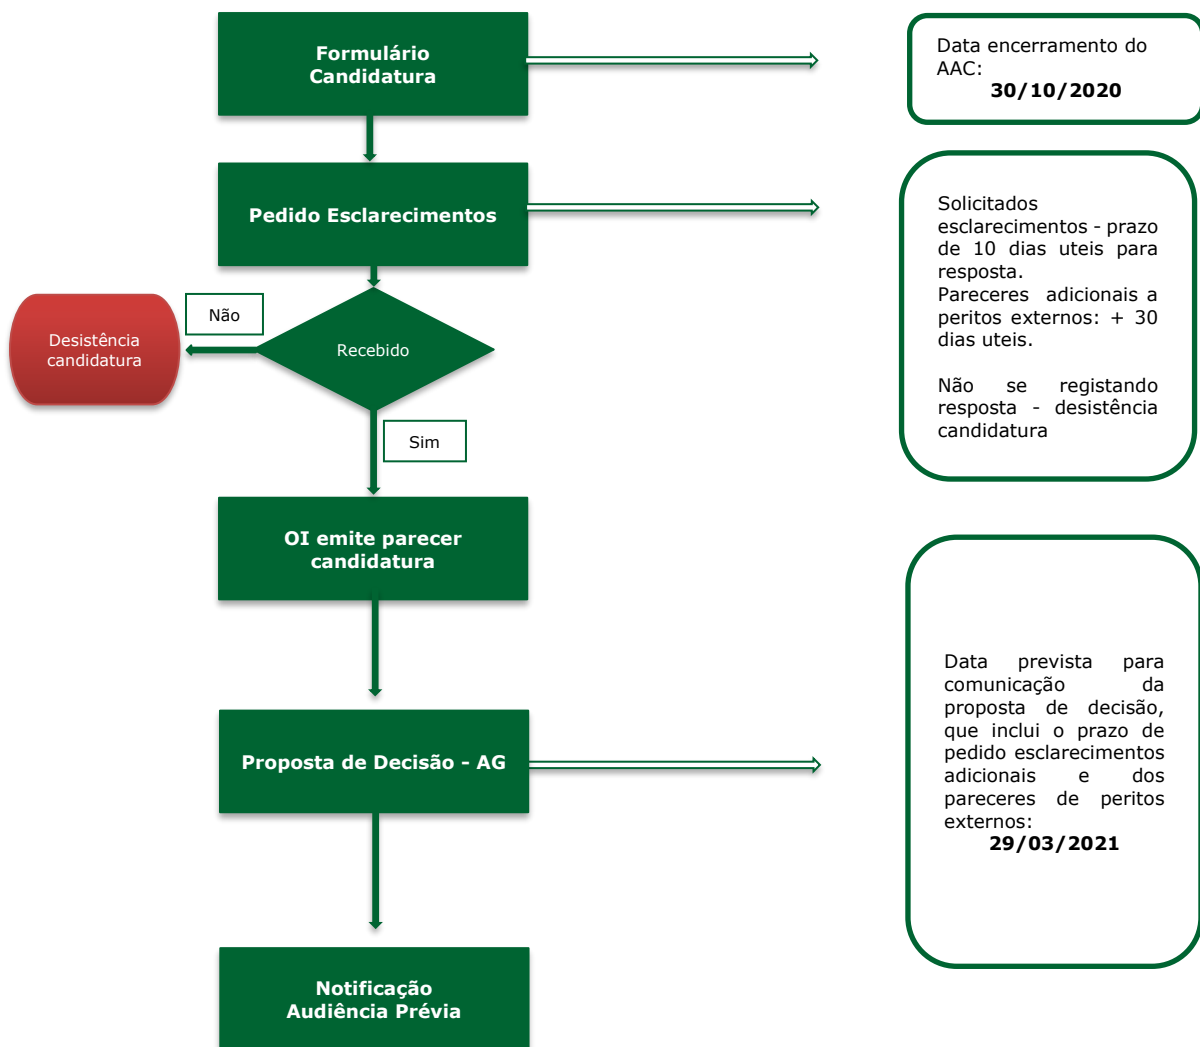 Formulário
Candidatura
Data encerramento do
AAC:
30/10/2020
Pedido Esclarecimentos
Solicitados
esclarecimentos - prazo
de 10 dias uteis para
resposta.
Pareceres adicionais a
peritos externos: + 30
dias uteis.
Não se registando
resposta - desistência
candidatura
Não
Desistência
candidatura
Recebido
Sim
OI emite parecer
candidatura
Proposta de Decisão - AG
Data prevista para
comunicação da
proposta de decisão,
que inclui o prazo de
pedido esclarecimentos
adicionais e dos
pareceres de peritos
externos:
29/03/2021
Notificação
Audiência Prévia